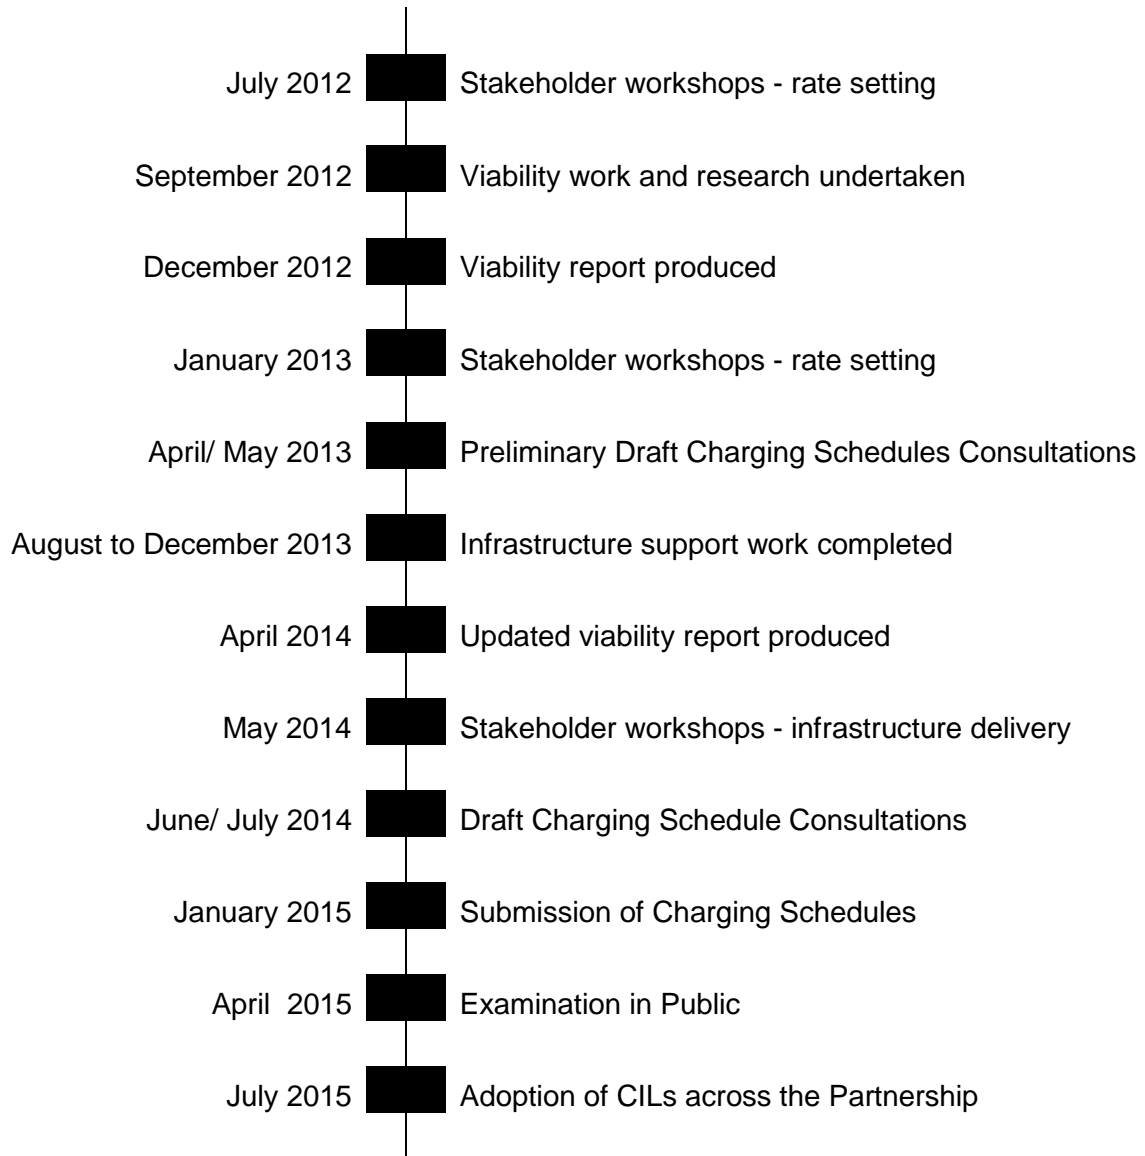 July 2012 Stakeholder workshops - rate setting
September 2012 Viability work and research undertaken
December 2012 Viability report produced
January 2013 Stakeholder workshops - rate setting
April/ May 2013 Preliminary Draft Charging Schedules Consultations
August to December 2013 Infrastructure support work completed
April 2014 Updated viability report produced
May 2014 Stakeholder workshops - infrastructure delivery
June/ July 2014 Draft Charging Schedule Consultations
January 2015 Submission of Charging Schedules
April  2015 Examination in Public
July 2015 Adoption of CILs across the Partnership